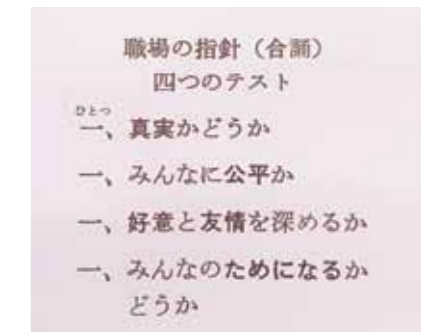 職場の指針（合誦）
四つのテスト
ひとつ
一、真実かどうか
一、みんなに公平か
一、好意と友情を深めるか
一、みんなのためになるか
どうか